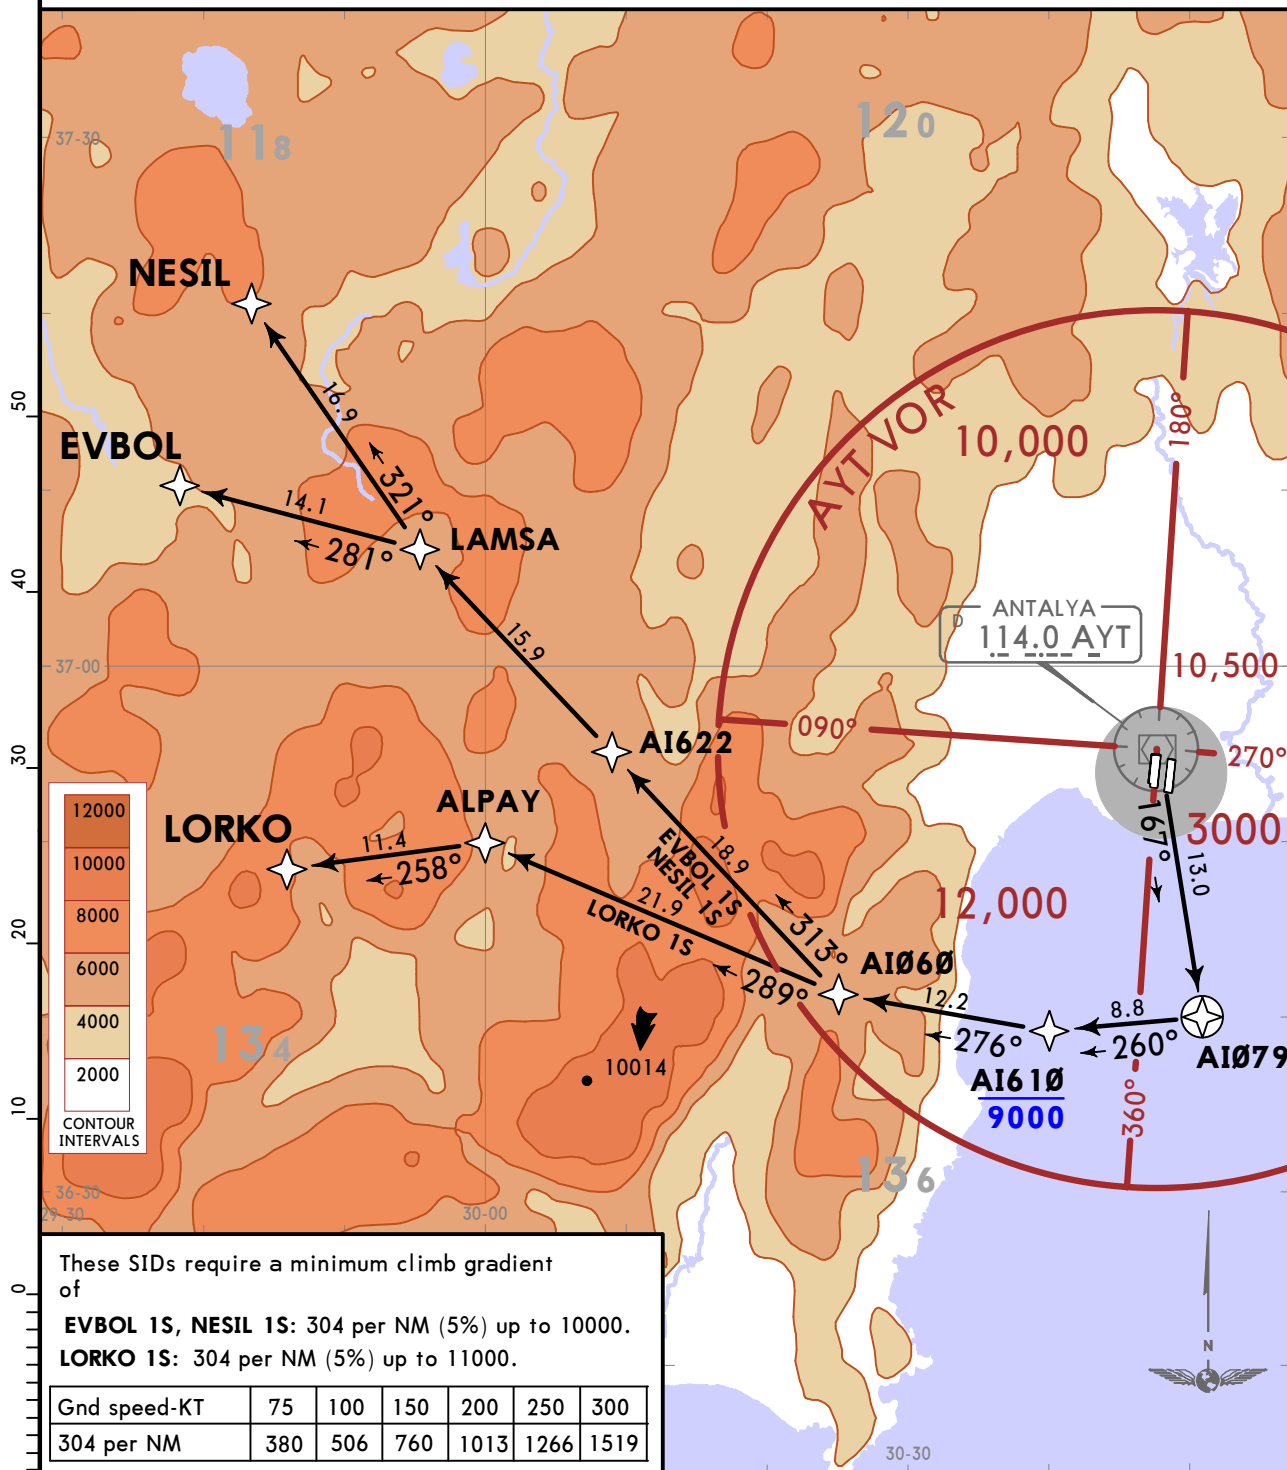 120
118
37-30
NESIL
16.9
321°
50
EVBOL
14.1
281°
LAMSA
AYT VOR
10,000
180°
40
15.9
ANTALYA
D
114.0 AYT
37-00
10,500
090°
270°
30
AI622
ALPAY
LORKO
11.4
258°
167°
3000
13.0
12000
10000
8000
6000
4000
2000
CONTOUR
INTERVALS
18.9
EVBOL 1S
NESIL 1S
21.9
LORKO 1S
313°
289°
12,000
20
AIØ6Ø
12.2
276°
8.8
260°
AIØ79
AI61Ø
9000
134
10014
10
360°
136
36-30
29-30
30-00
0
These SIDs require a minimum climb gradient
of
EVBOL 1S, NESIL 1S: 304 per NM (5%) up to 10000.
LORKO 1S: 304 per NM (5%) up to 11000.
Gnd speed-KT 75 100 150 200 250 300
304 per NM 380 506 760 1013 1266 1519
N
30-30